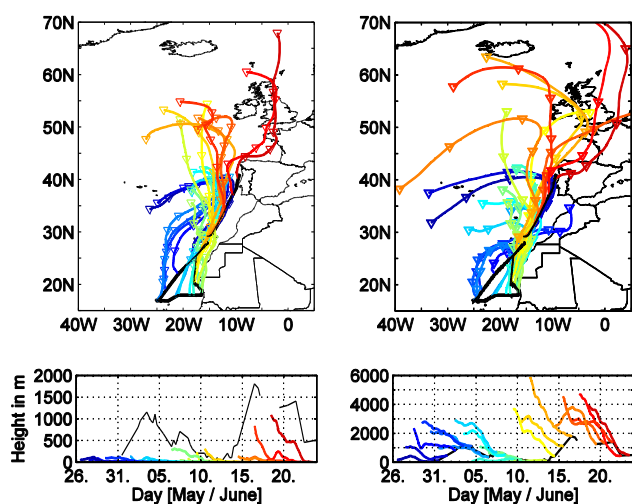 70N 70N
60N 60N
50N 50N
40N 40N
30N 30N
20N 20N
40W 30W 20W 10W 0 40W 30W 20W 10W 0
2000 6000
1500
4000
1000
2000
500
0 0
Height in m
26. 31. 05. 10. 15. 20. 26. 31. 05. 10. 15. 20.
Day [May / June] Day [May / June]